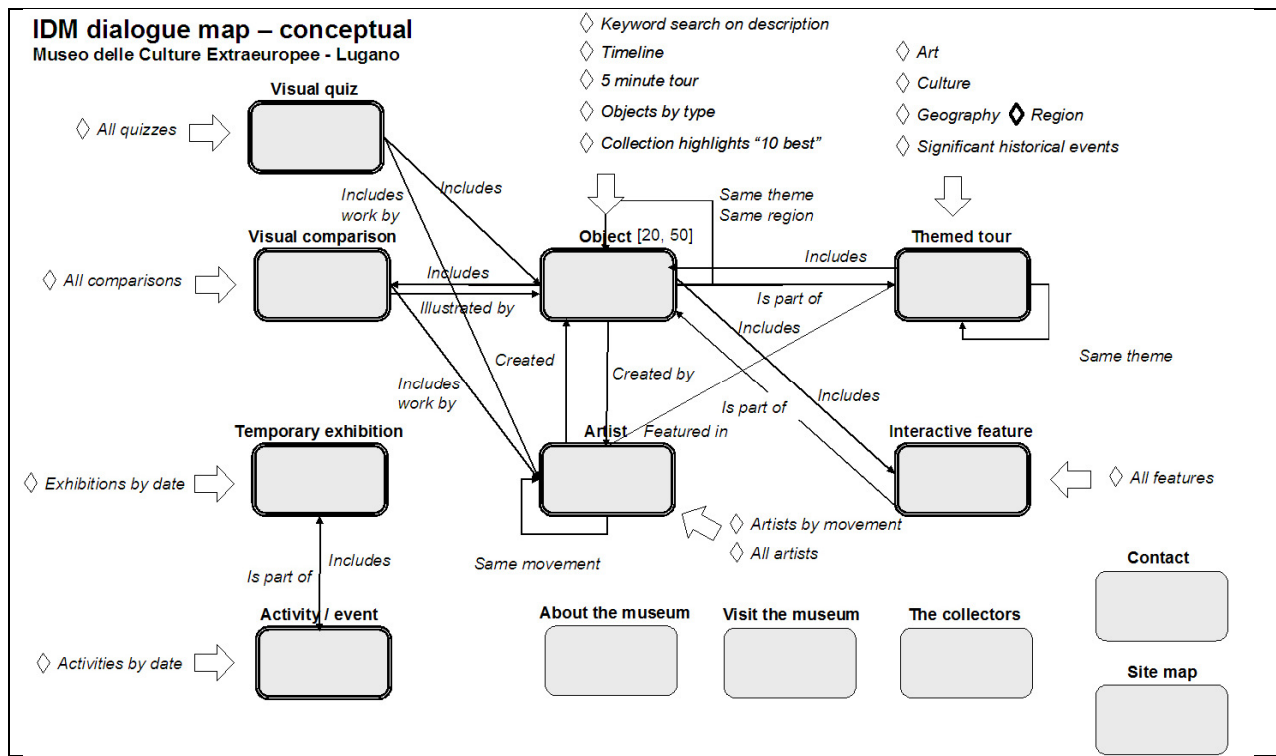 IDM dialogue map – conceptual
Museo delle Culture Extraeuropee - Lugano
◊ Keyword search on description
◊ Timeline
◊ 5 minute tour
◊ Objects by type
◊ Collection highlights “10 best”
◊ Art
◊ Culture
◊ Geography ◊ Region
◊ Significant historical events
Visual quiz
◊ All quizzes
Includes
work by
Includes
Same theme
Same region
Visual comparison
Object [20, 50]
Themed tour
◊ All comparisons
Includes
Illustrated by
Includes
Is part of
Includes
Same theme
Created
Created by
Includes
work by
Is part of
Includes
Temporary exhibition
Artist
Featured in
Interactive feature
◊ Exhibitions by date
◊ All features
◊ Artists by movement
◊ All artists
Same movement
Includes
Is part of
Contact
Activity / event
About the museum
Visit the museum
The collectors
◊ Activities by date
Site map